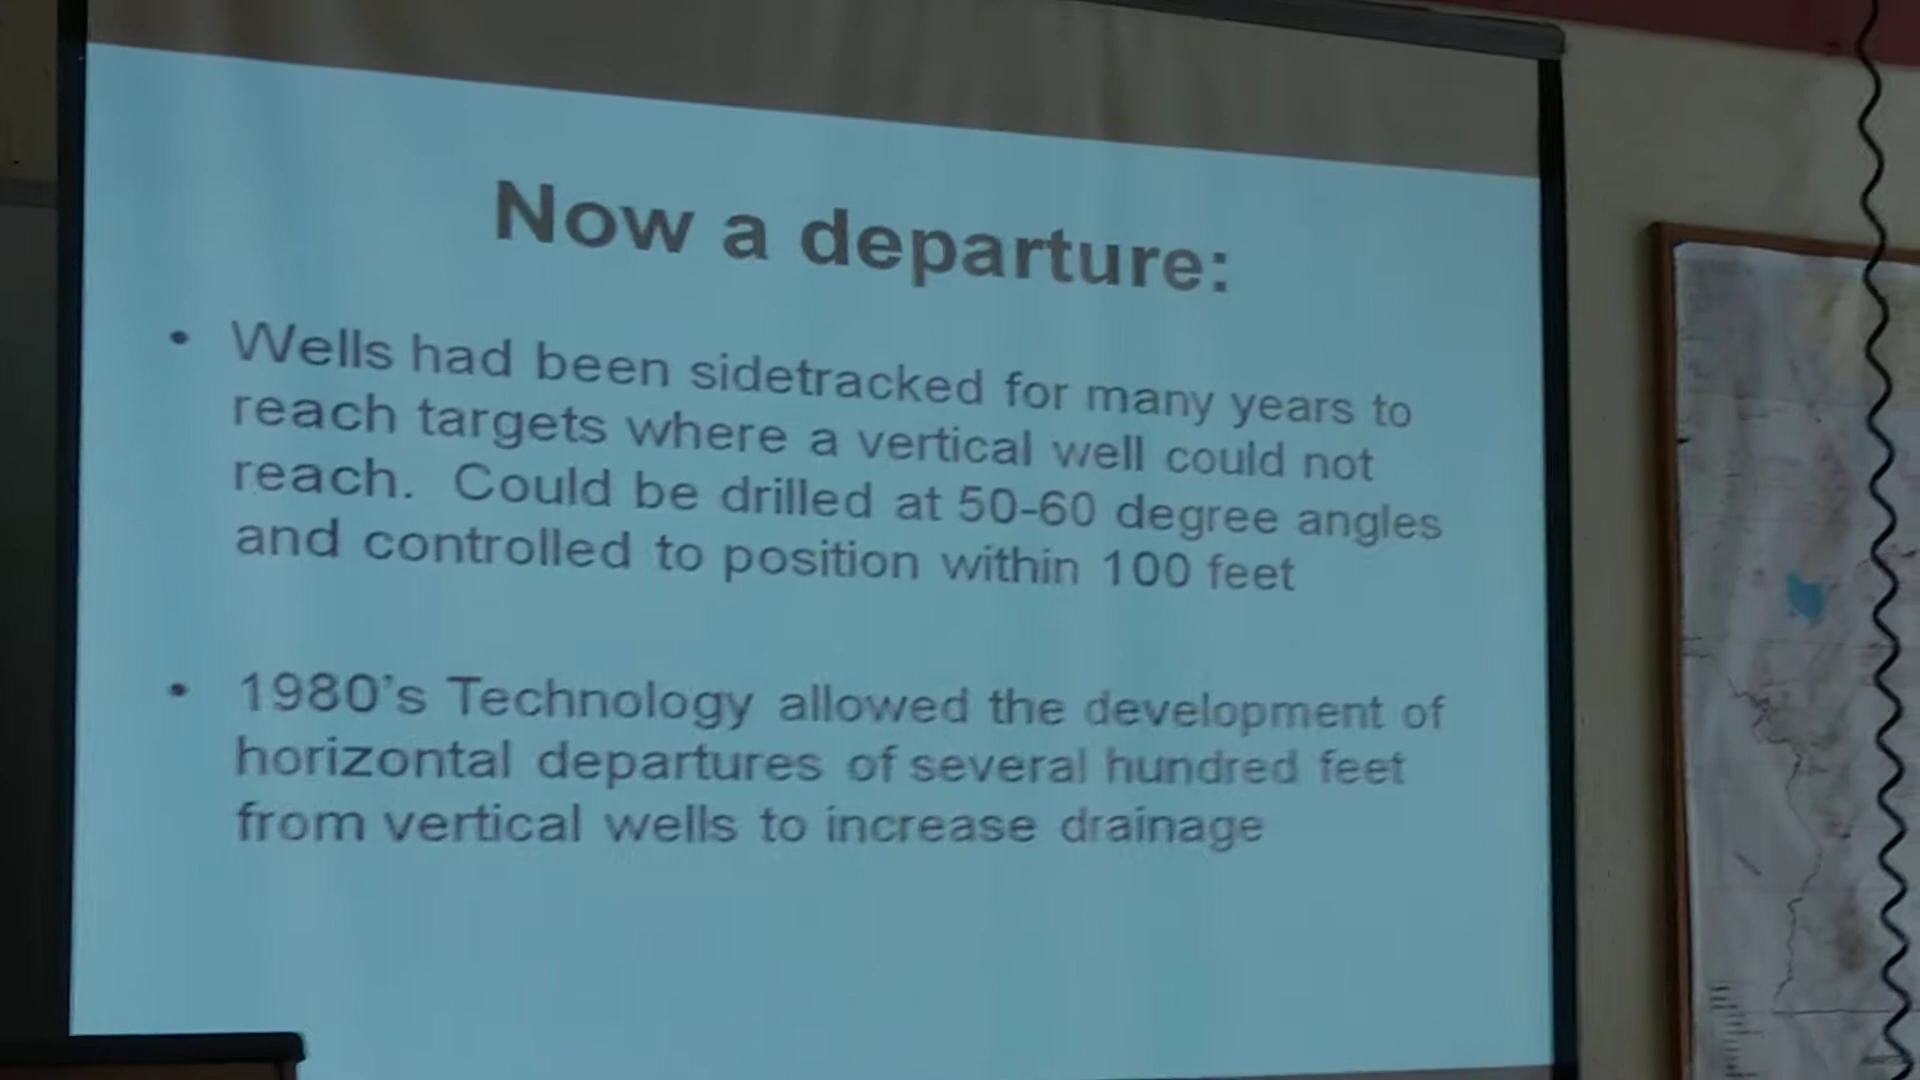 Now a departure:
• Wells had been sidetracked for many years to
reach targets where a vertical well could not
reach. Could be drilled at 50-60 degree angles
and controlled to position within 100 feet
• 1980's Technology allowed the development of
horizontal departures of several hundred feet
from vertical wells to increase drainage